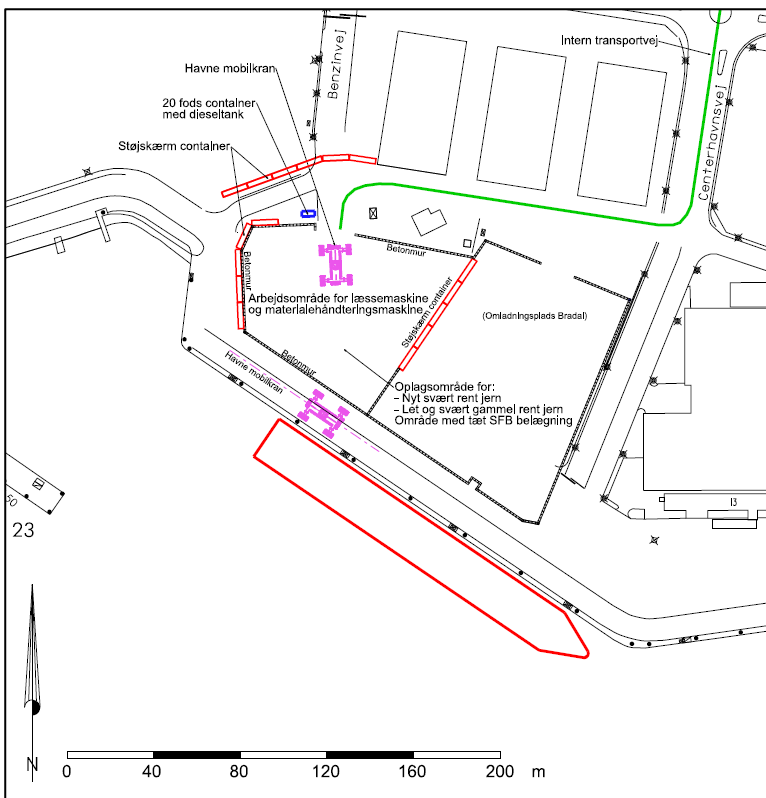 Intern transportvej
Benzinvej
Havne mobilkran
20 fods container
med dieseltank
Støjskærm container
Centerhavnsvej
Betonmur
Betonmur
Arbejdsområde for læssemaskine
og materialehåndteringsmaskine
Støjskærm container
(Omladningsplads Bradal)
Betonmur
Havne mobilkran
Oplagsområde for:
– Nyt svært rent jern
– Let og svært gammel rent jern
Område med tæt SFB belægning
50
23
13
N
0 40 80 120 160 200 m